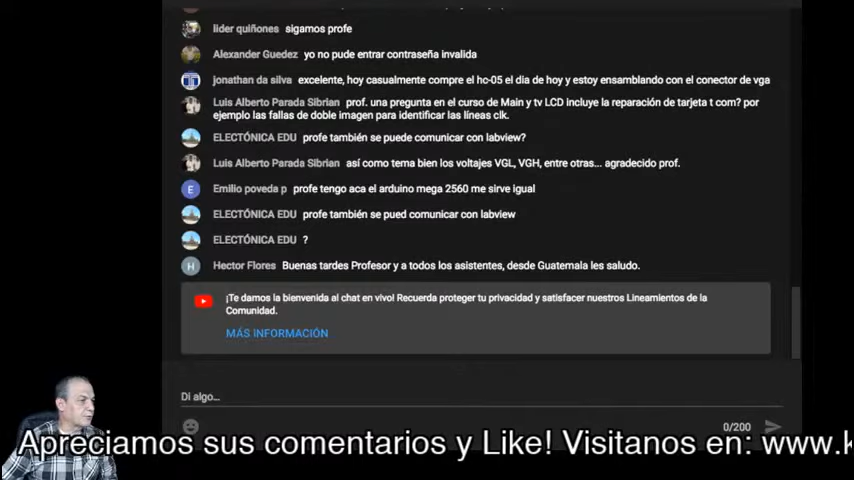 lider quiñones sigamos profe
Alexander Guedez yo no pude entrar contraseña invalida
jonathan da silva excelente, hoy casualmente compre el hc-05 el dia de hoy y estoy ensamblando con el conector de vga
Luis Alberto Parada Sibrian prof. una pregunta en el curso de Main y tv LCD incluye la reparación de tarjeta t com? por
ejemplo las fallas de doble imagen para identificar las líneas clk.
ELECTÓNICA EDU profe también se puede comunicar con labview?
Luis Alberto Parada Sibrian así como tema bien los voltajes VGL, VGH, entre otras... agradecido prof.
E Emilio poveda p profe tengo aca el arduino mega 2560 me sirve igual
ELECTÓNICA EDU profe también se pued comunicar con labview
ELECTÓNICA EDU ?
H Hector Flores Buenas tardes Profesor y a todos los asistentes, desde Guatemala les saludo.
¡Te damos la bienvenida al chat en vivo! Recuerda proteger tu privacidad y satisfacer nuestros Lineamientos de la
Comunidad.
MÁS INFORMACIÓN
Di algo...
0/200
Apreciamos sus comentarios y Like! Visitanos en: www.k